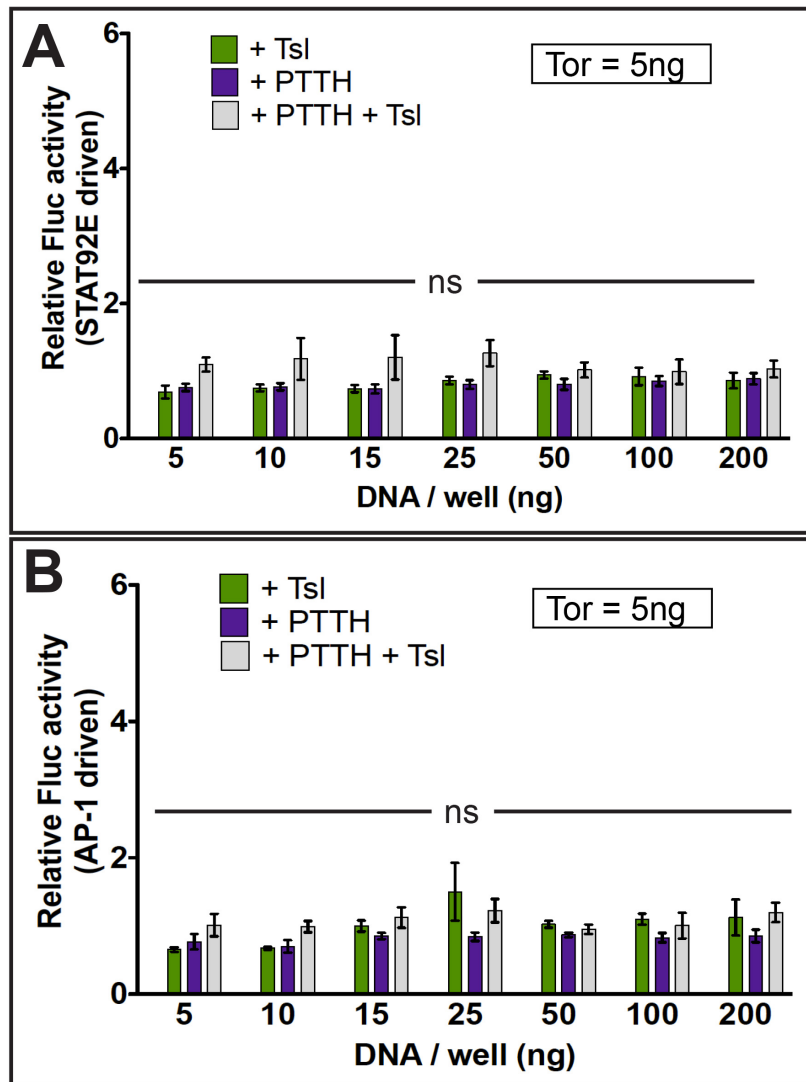 A
6
4
2
0
Relative Fluc activity
(STAT92E driven)
+ Tsl
+ PTTH
+ PTTH + Tsl
Tor = 5ng
ns
5 10 15 25 50 100 200
DNA / well (ng)
B
6
4
2
0
Relative Fluc activity
(AP-1 driven)
+ Tsl
+ PTTH
+ PTTH + Tsl
Tor = 5ng
ns
5 10 15 25 50 100 200
DNA / well (ng)